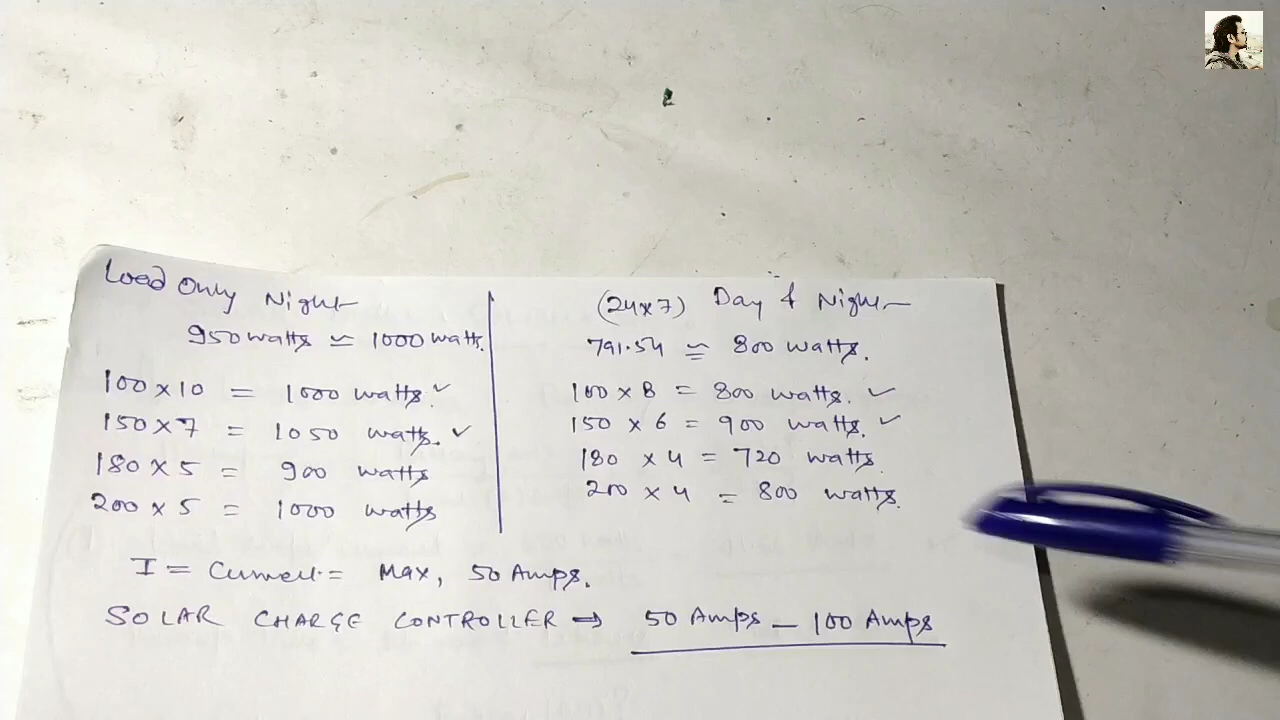 Load Only Night
950 watts ≃ 1000 watts.
100 x 10 = 1000 watts. ✓
150 x 7 = 1050 watts. ✓
180 x 5 = 900 watts
200 x 5 = 1000 watts
(24x7) Day & Night
791.54 ≃ 800 watts.
100 x 8 = 800 watts. ✓
150 x 6 = 900 watts. ✓
180 x 4 = 720 watts.
200 x 4 = 800 watts.
I = Current = Max, 50 Amps.
SOLAR CHARGE CONTROLLER → 50 Amps – 100 Amps